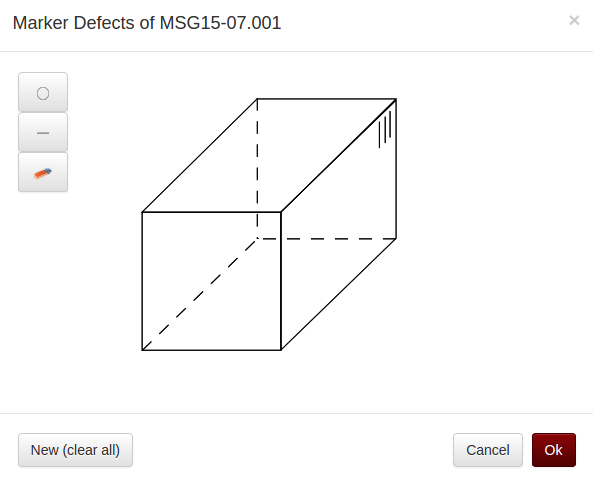 Marker Defects of MSG15-07.001
×
New (clear all)
Cancel
Ok